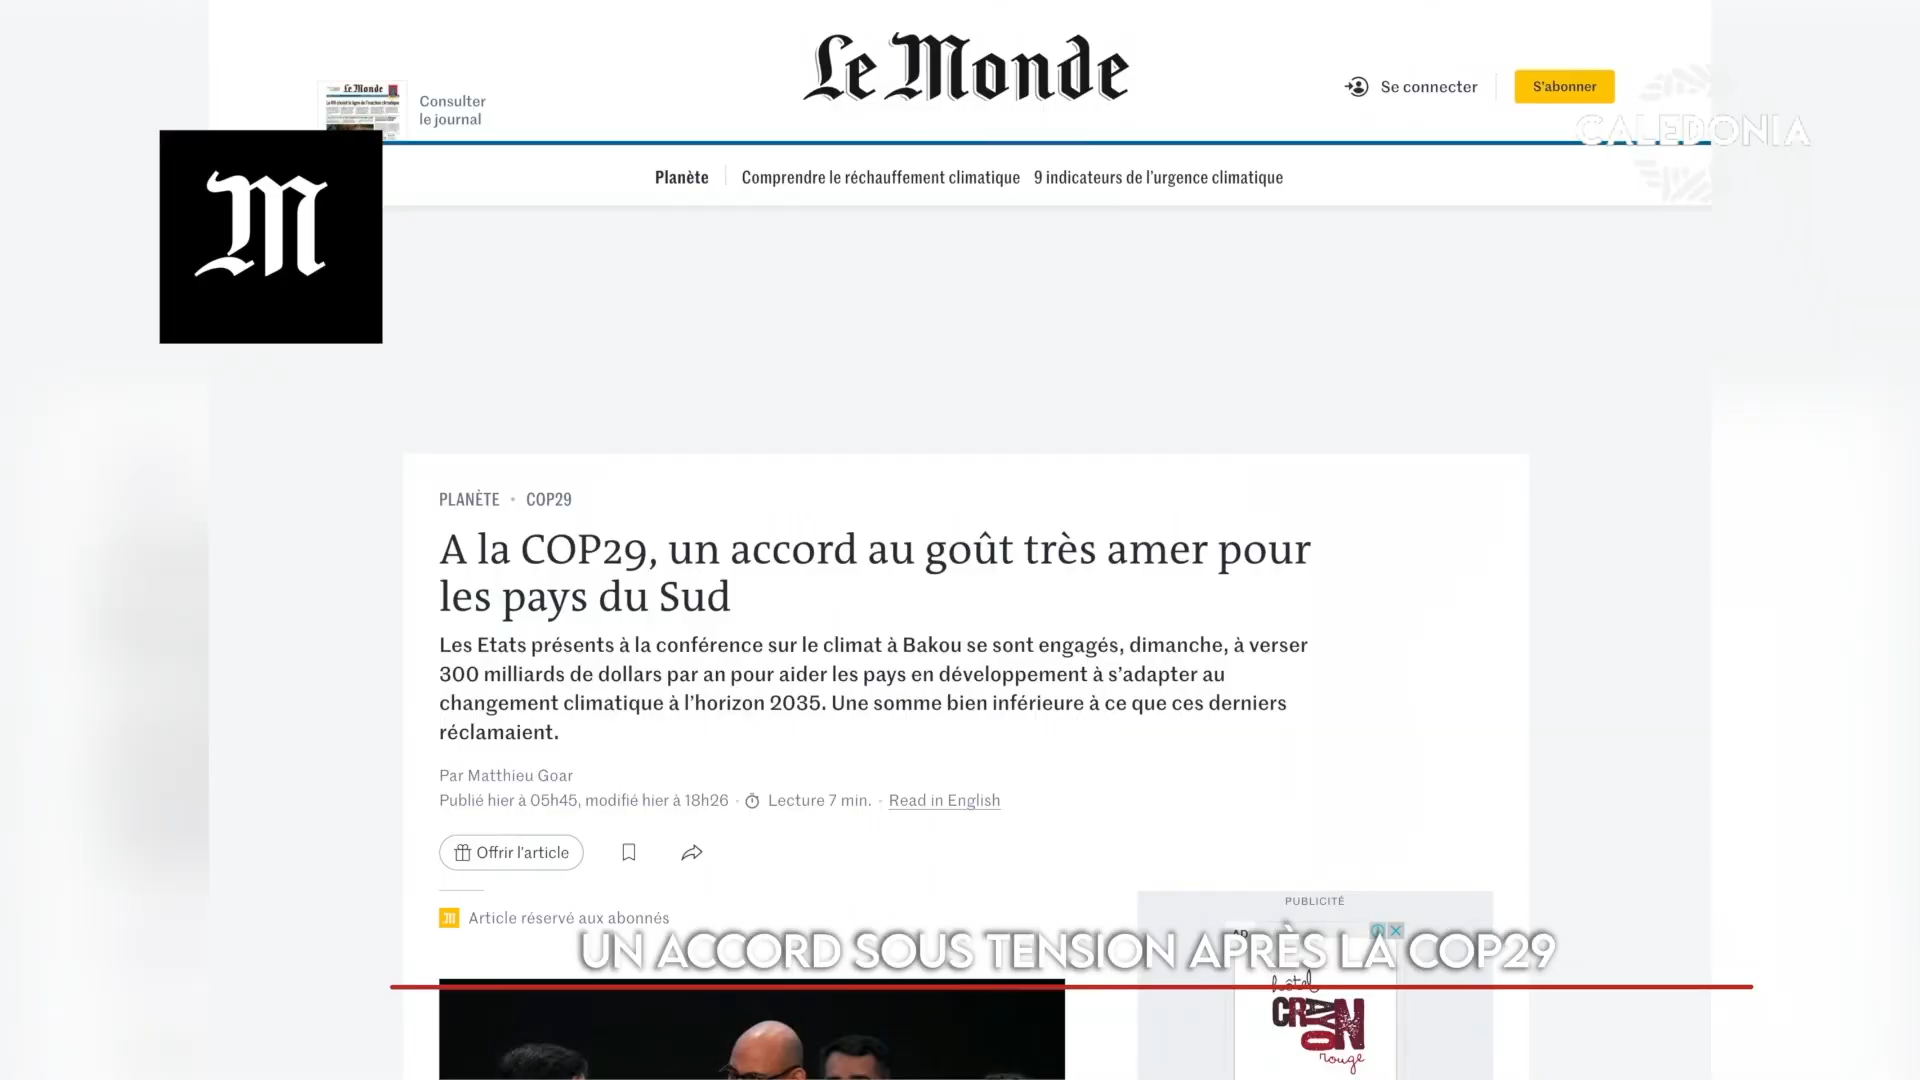 Le Monde
Se connecter
S'abonner
Le Monde
Consulter
le journal
CALEDONIA
M
Planète
Comprendre le réchauffement climatique
9 indicateurs de l'urgence climatique
PLANÈTE • COP29
A la COP29, un accord au goût très amer pour
les pays du Sud
Les Etats présents à la conférence sur le climat à Bakou se sont engagés, dimanche, à verser
300 milliards de dollars par an pour aider les pays en développement à s'adapter au
changement climatique à l'horizon 2035. Une somme bien inférieure à ce que ces derniers
réclamaient.
Par Matthieu Goar
Publié hier à 05h45, modifié hier à 18h26 · Lecture 7 min. · Read in English
Offrir l'article
M Article réservé aux abonnés
PUBLICITÉ
UN ACCORD SOUS TENSION APRÈS LA COP29
hôtel
CRAYON
rouge